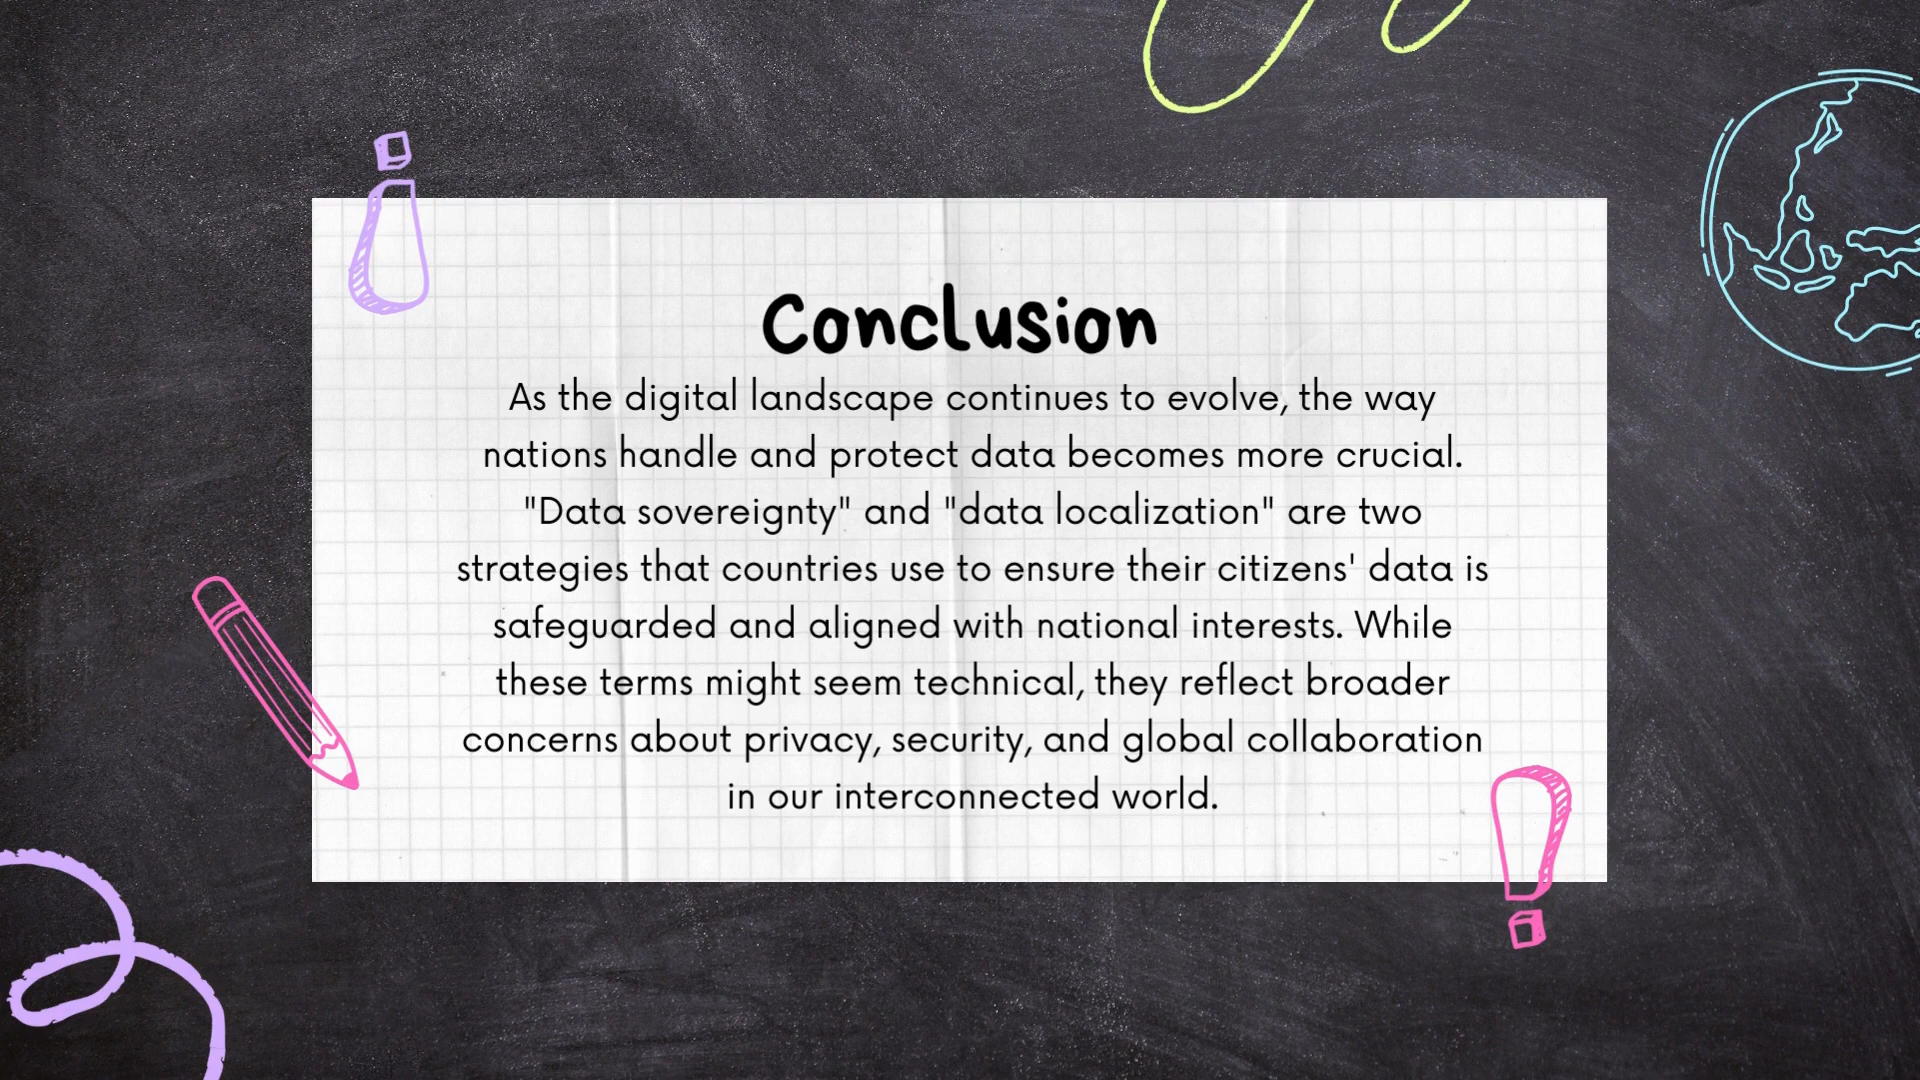 Conclusion
As the digital landscape continues to evolve, the way
nations handle and protect data becomes more crucial.
"Data sovereignty" and "data localization" are two
strategies that countries use to ensure their citizens' data is
safeguarded and aligned with national interests. While
these terms might seem technical, they reflect broader
concerns about privacy, security, and global collaboration
in our interconnected world.